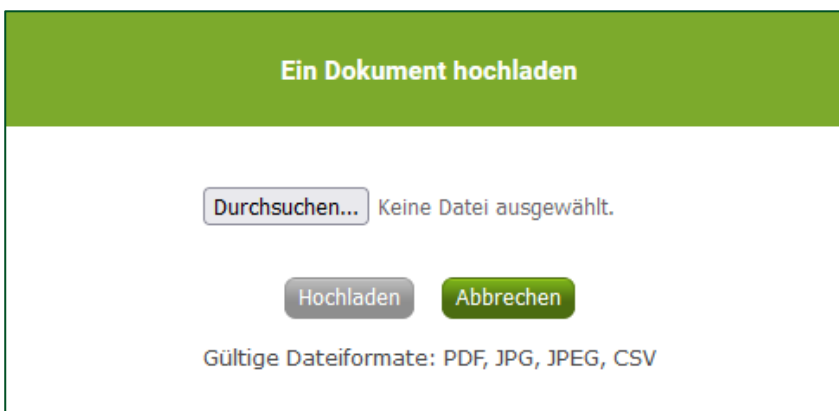 Ein Dokument hochladen
Durchsuchen... Keine Datei ausgewählt.
Hochladen Abbrechen
Gültige Dateiformate: PDF, JPG, JPEG, CSV